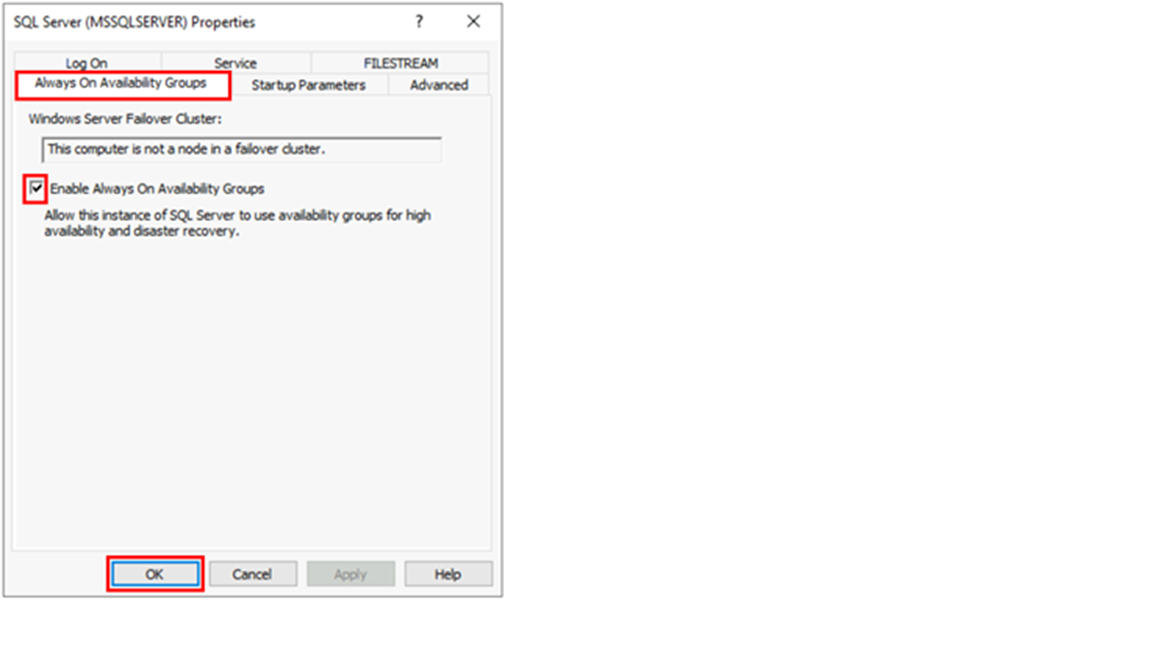 SQL Server (MSSQLSERVER) Properties ?
Log On Service FILESTREAM
Always On Availability Groups Startup Parameters Advanced
Windows Server Failover Cluster:
This computer is not a node in a failover cluster.
Enable Always On Availability Groups
Allow this instance of SQL Server to use availability groups for high
availability and disaster recovery.
OK Cancel Apply Help